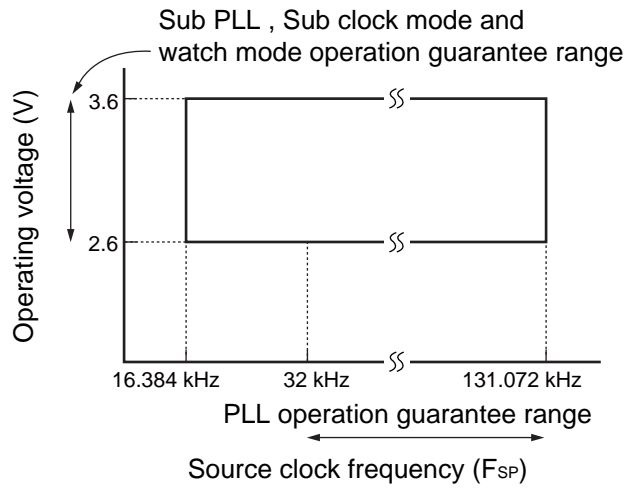 Sub PLL , Sub clock mode and
watch mode operation guarantee range
Operating voltage (V)
3.6
2.6
16.384 kHz 32 kHz 131.072 kHz
PLL operation guarantee range
Source clock frequency (FSP)